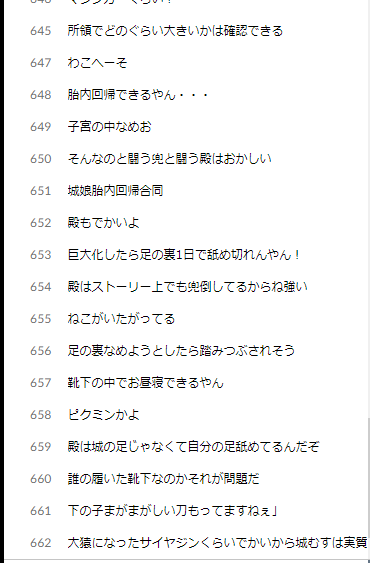 645 所領でどのぐらい大きいかは確認できる
647 わこへーそ
648 胎内回帰できるやん・・・
649 子宮の中なめお
650 そんなのと闘う兜と闘う殿はおかしい
651 城娘胎内回帰合同
652 殿もでかいよ
653 巨大化したら足の裏1日で舐め切れんやん！
654 殿はストーリー上でも兜倒してるからね強い
655 ねこがいたがってる
656 足の裏なめようとしたら踏みつぶされそう
657 靴下の中でお昼寝できるやん
658 ピクミンかよ
659 殿は城の足じゃなくて自分の足舐めてるんだぞ
660 誰の履いた靴下なのかそれが問題だ
661 下の子まがまがしい刀もってますねぇ」
662 大猿になったサイヤジンくらいでかいから城むすは実質